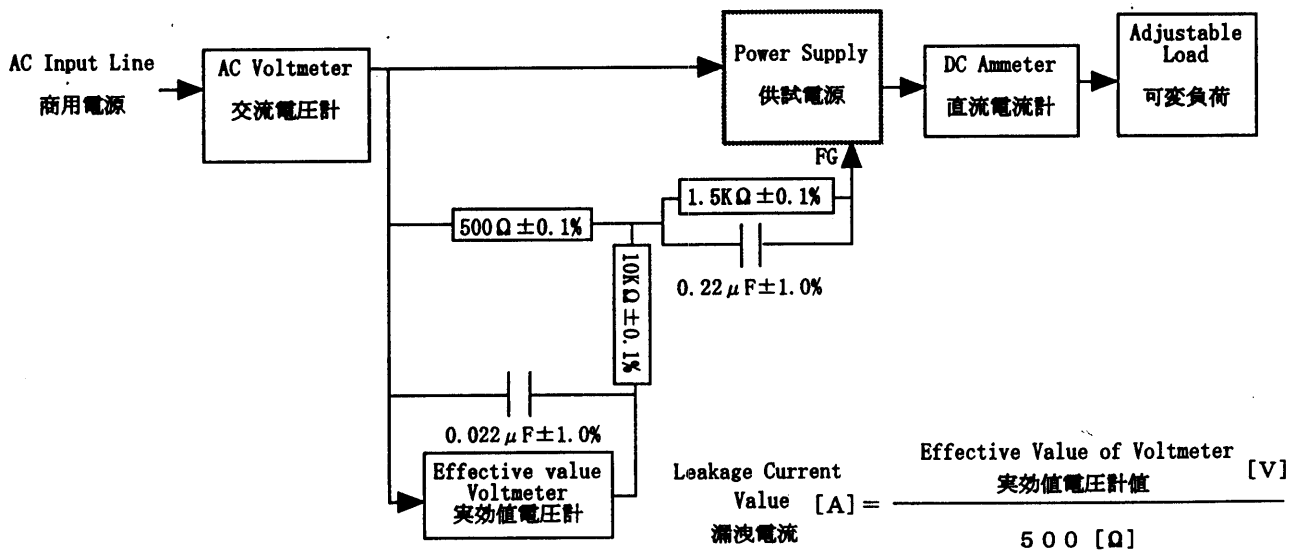 AC Input Line
商用電源
AC Voltmeter
交流電圧計
Power Supply
供試電源
FG
DC Ammeter
直流電流計
Adjustable
Load
可変負荷
500Ω±0.1%
1.5KΩ±0.1%
0.22μF±1.0%
10KΩ±0.1%
0.022μF±1.0%
Effective value
Voltmeter
実効値電圧計
Leakage Current
Value [A]=
漏洩電流
Effective Value of Voltmeter
実効値電圧計値 [V]
500 [Ω]